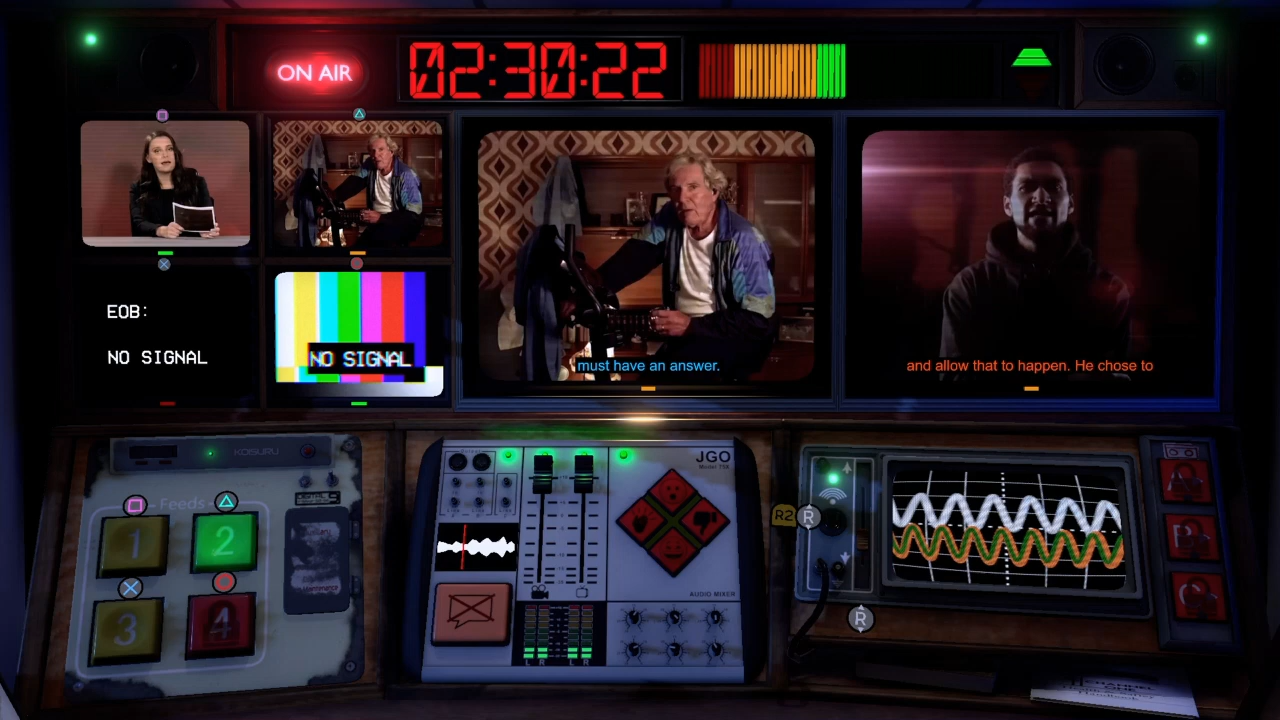 ON AIR
02:30:22
EOB:
NO SIGNAL
NO SIGNAL
must have an answer.
and allow that to happen. He chose to
KOISURU
Feeds
1
2
3
4
JGO
AUDIO MIXER
L R
L R
R2
R
R
A
B
C